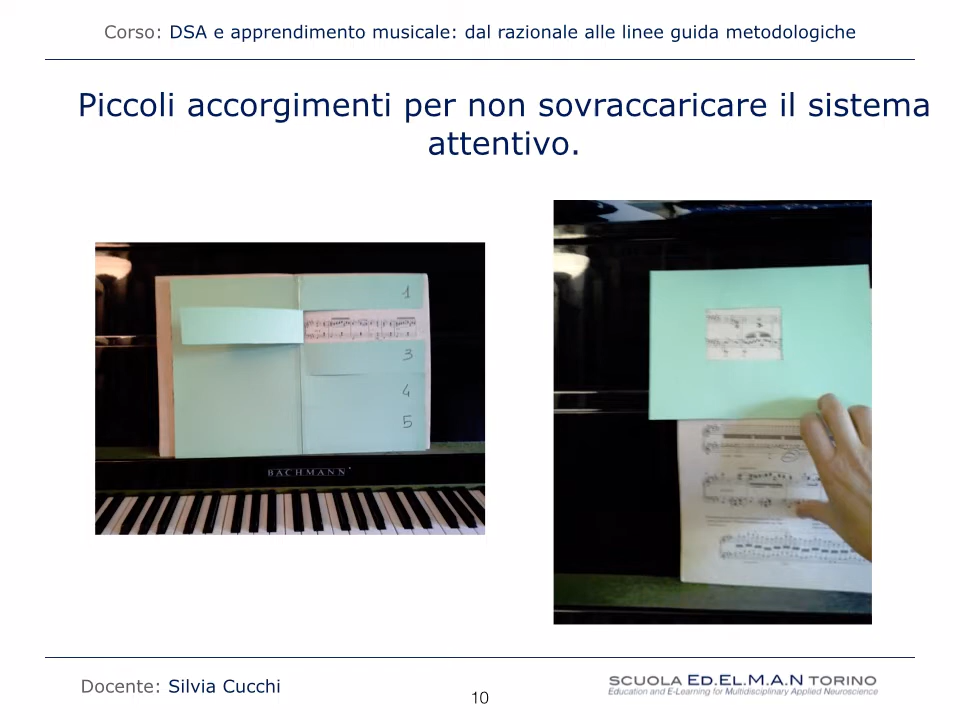 Corso: DSA e apprendimento musicale: dal razionale alle linee guida metodologiche
Piccoli accorgimenti per non sovraccaricare il sistema
attentivo.
1
3
4
5
BACHMANN
Docente: Silvia Cucchi
10
SCUOLA ED.EL.M.A.N TORINO
Education and E-Learning for Multidisciplinary Applied Neuroscience